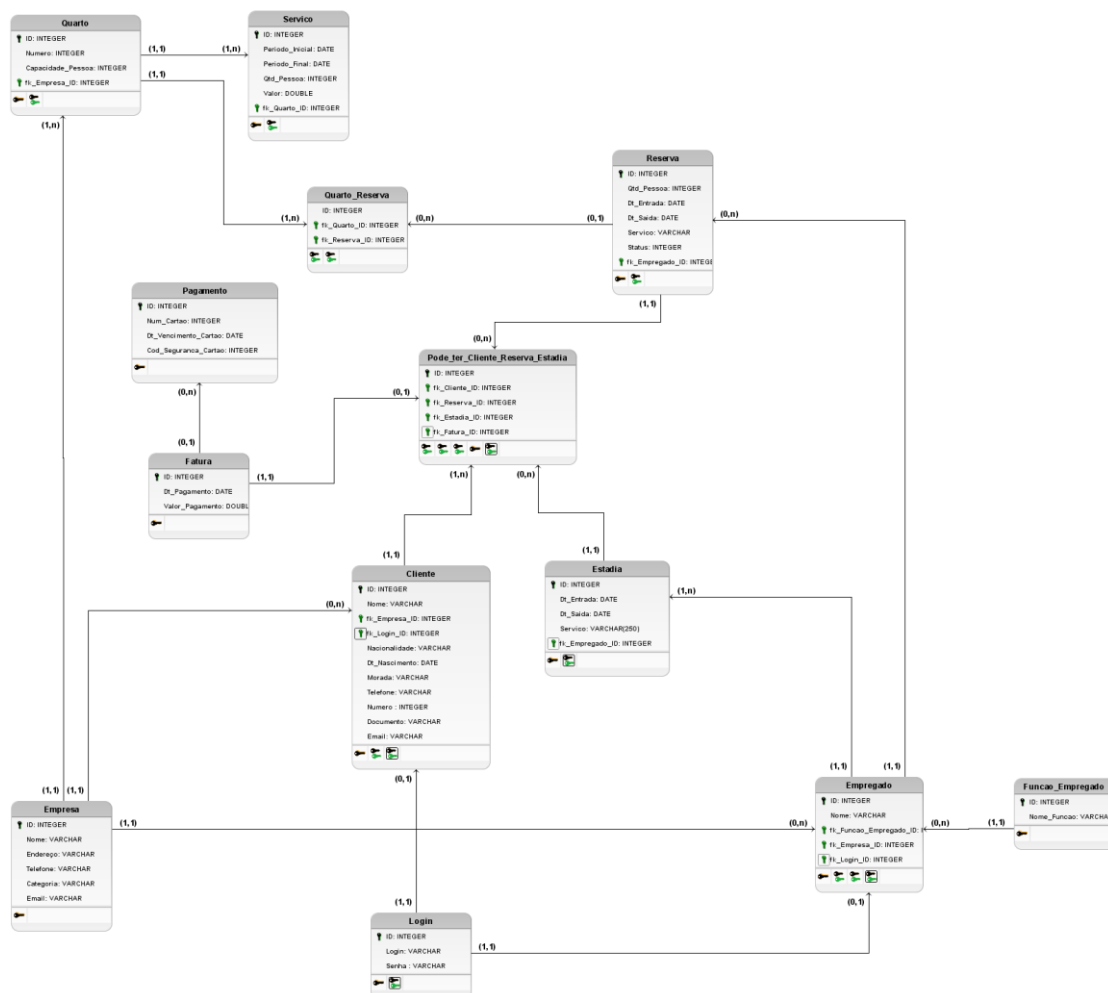 Quarto
ID: INTEGER
Numero: INTEGER
Capacidade_Pessoa: INTEGER
fk_Empresa_ID: INTEGER
(1,1)
(1,n)
(1,1)
(1,n)
Servico
ID: INTEGER
Periodo_Inicial: DATE
Periodo_Final: DATE
Qtd_Pessoa: INTEGER
Valor: DOUBLE
fk_Quarto_ID: INTEGER
Quarto_Reserva
ID: INTEGER
fk_Quarto_ID: INTEGER
fk_Reserva_ID: INTEGER
(1,n)
(0,n)
(0,1)
Reserva
ID: INTEGER
Qtd_Pessoa: INTEGER
Dt_Entrada: DATE
Dt_Saida: DATE
Servico: VARCHAR
Status: INTEGER
fk_Empregado_ID: INTEGE
(0,n)
(1,1)
Pagamento
ID: INTEGER
Num_Cartao: INTEGER
Dt_Vencimento_Cartao: DATE
Cod_Seguranca_Cartao: INTEGER
(0,n)
(0,1)
(0,n)
Pode_ter_Cliente_Reserva_Estadia
ID: INTEGER
fk_Cliente_ID: INTEGER
fk_Reserva_ID: INTEGER
fk_Estadia_ID: INTEGER
fk_Fatura_ID: INTEGER
(0,1)
(1,n)
(0,n)
Fatura
ID: INTEGER
Dt_Pagamento: DATE
Valor_Pagamento: DOUBL
(1,1)
(1,1)
Cliente
ID: INTEGER
Nome: VARCHAR
fk_Empresa_ID: INTEGER
fk_Login_ID: INTEGER
Nacionalidade: VARCHAR
Dt_Nascimento: DATE
Morada: VARCHAR
Telefone: VARCHAR
Numero : INTEGER
Documento: VARCHAR
Email: VARCHAR
(0,n)
(0,1)
(1,1)
Estadia
ID: INTEGER
Dt_Entrada: DATE
Dt_Saida: DATE
Servico: VARCHAR(250)
fk_Empregado_ID: INTEGER
(1,n)
(1,1)
(1,1)
Empresa
ID: INTEGER
Nome: VARCHAR
Endereço: VARCHAR
Telefone: VARCHAR
Categoria: VARCHAR
Email: VARCHAR
(1,1)
(0,n)
(1,1)
(1,1)
Empregado
ID: INTEGER
Nome: VARCHAR
fk_Funcao_Empregado_ID: I
fk_Empresa_ID: INTEGER
fk_Login_ID: INTEGER
(0,n)
(1,1)
(0,1)
Funcao_Empregado
ID: INTEGER
Nome_Funcao: VARCHA
(1,1)
Login
ID: INTEGER
Login: VARCHAR
Senha : VARCHAR
(1,1)